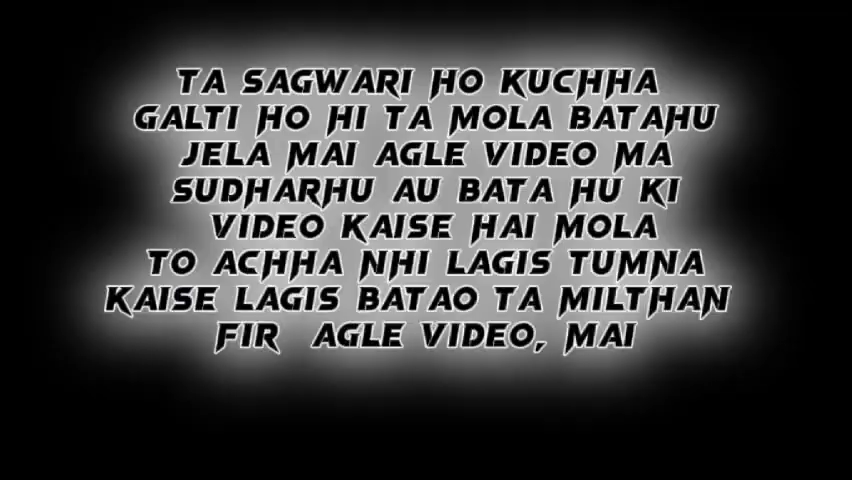 TA SAGWARI HO KUCHHA
GALTI HO HI TA MOLA BATAHU
JELA MAI AGLE VIDEO MA
SUDHARHU AU BATA HU KI
VIDEO KAISE HAI MOLA
TO ACHHA NHI LAGIS TUMNA
KAISE LAGIS BATAO TA MILTHAN
FIR AGLE VIDEO, MAI